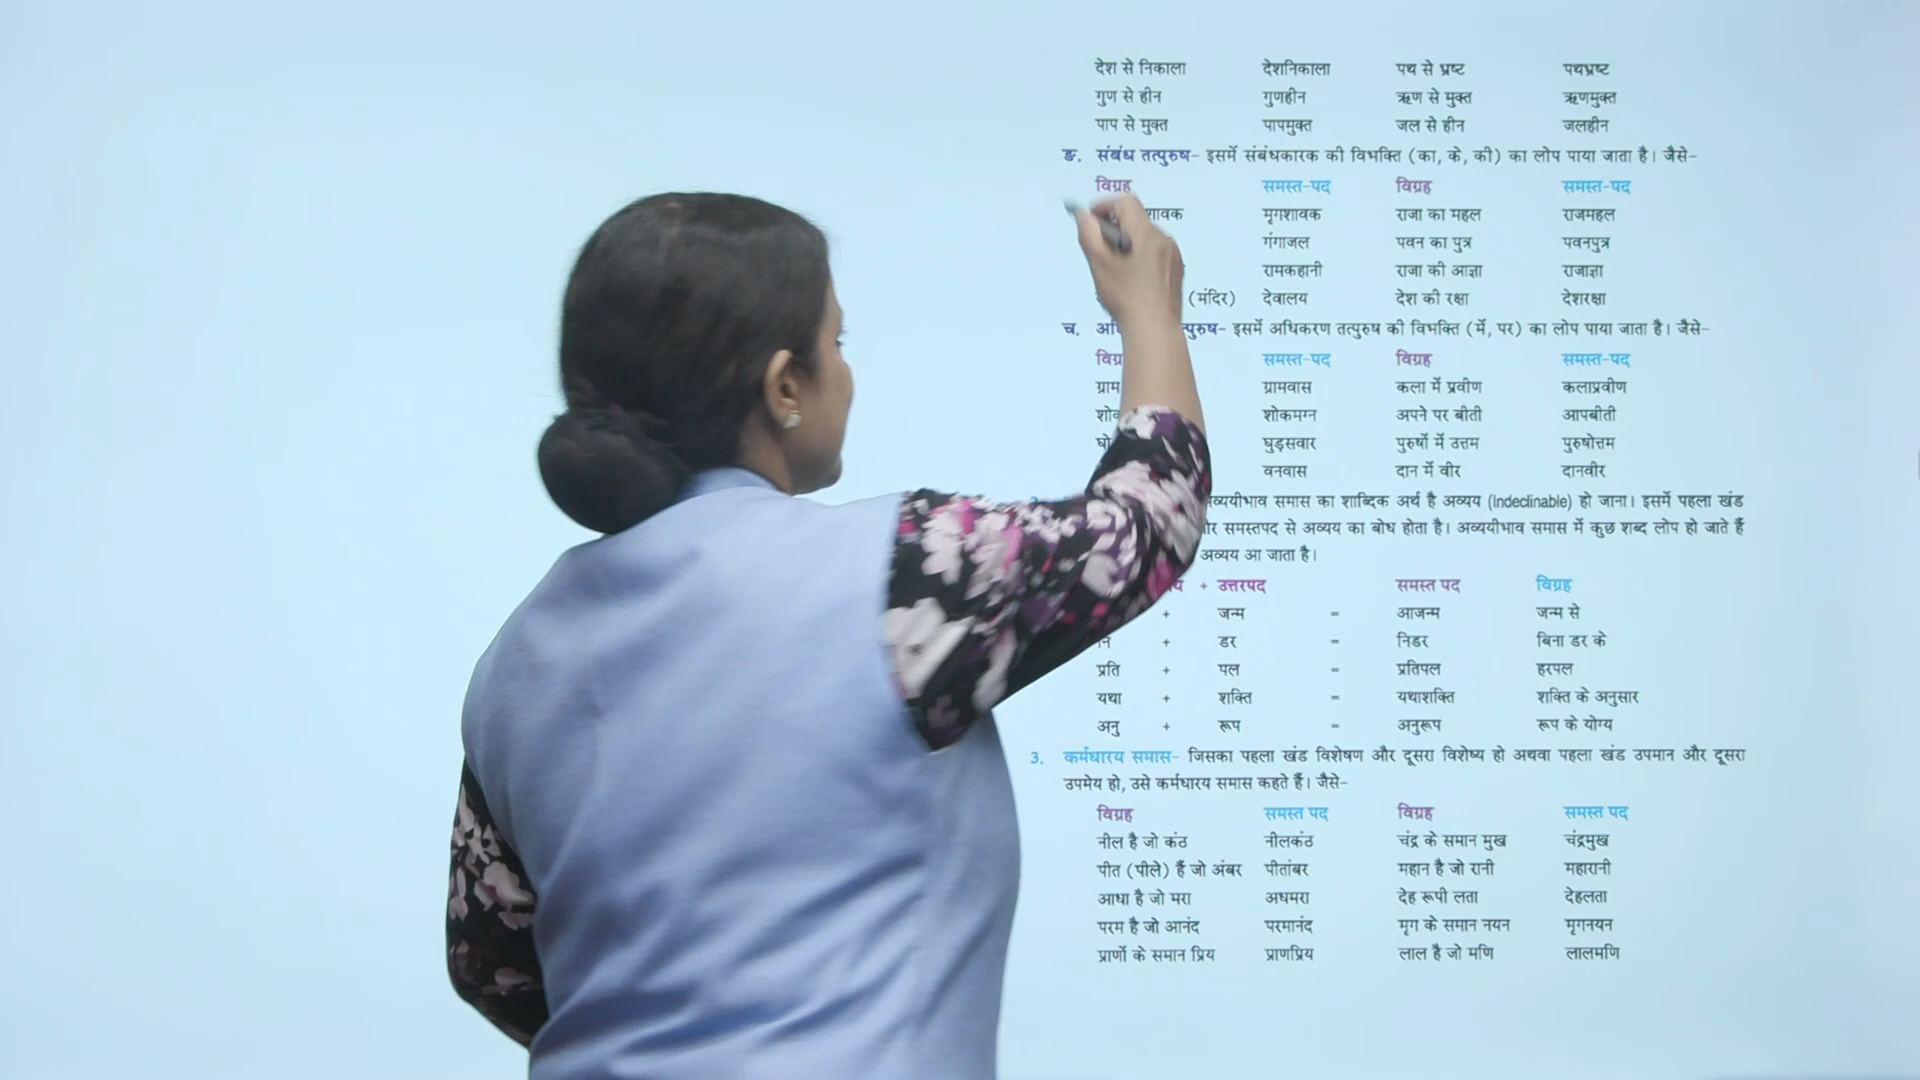 देश से निकाला देशनिकाला पथ से भ्रष्ट पथभ्रष्ट
गुण से हीन गुणहीन ऋण से मुक्त ऋणमुक्त
पाप से मुक्त पापमुक्त जल से हीन जलहीन
ङ. संबंध तत्पुरुष– इसमें संबंधकारक की विभक्ति (का, के, की) का लोप पाया जाता है। जैसे–
विग्रह समस्त-पद विग्रह समस्त-पद
शावक मृगशावक राजा का महल राजमहल
गंगाजल पवन का पुत्र पवनपुत्र
रामकहानी राजा की आज्ञा राजाज्ञा
(मंदिर) देवालय देश की रक्षा देशरक्षा
च. इसमें अधिकरण तत्पुरुष की विभक्ति (में, पर) का लोप पाया जाता है। जैसे–
समस्त-पद विग्रह समस्त-पद
ग्राम ग्रामवास कला में प्रवीण कलाप्रवीण
शोकमग्न अपने पर बीती आपबीती
घुड़सवार पुरुषों में उत्तम पुरुषोत्तम
वनवास दान में वीर दानवीर
समास का शाब्दिक अर्थ है अव्यय (Indeclinable) हो जाना। इसमें पहला खंड
समस्तपद से अव्यय का बोध होता है। अव्ययीभाव समास में कुछ शब्द लोप हो जाते हैं
अव्यय आ जाता है।
+ उत्तरपद समस्त पद विग्रह
+ जन्म = आजन्म जन्म से
+ डर = निडर बिना डर के
प्रति + पल = प्रतिपल हरपल
यथा + शक्ति = यथाशक्ति शक्ति के अनुसार
अनु + रूप = अनुरूप रूप के योग्य
3. कर्मधारय समास– जिसका पहला खंड विशेषण और दूसरा विशेष्य हो अथवा पहला खंड उपमान और दूसरा
उपमेय हो, उसे कर्मधारय समास कहते हैं। जैसे–
विग्रह समस्त पद विग्रह समस्त पद
नील है जो कंठ नीलकंठ चंद्र के समान मुख चंद्रमुख
पीत (पीले) हैं जो अंबर पीतांबर महान है जो रानी महारानी
आधा है जो मरा अधमरा देह रूपी लता देहलता
परम है जो आनंद परमानंद मृग के समान नयन मृगनयन
प्राणों के समान प्रिय प्राणप्रिय लाल है जो मणि लालमणि